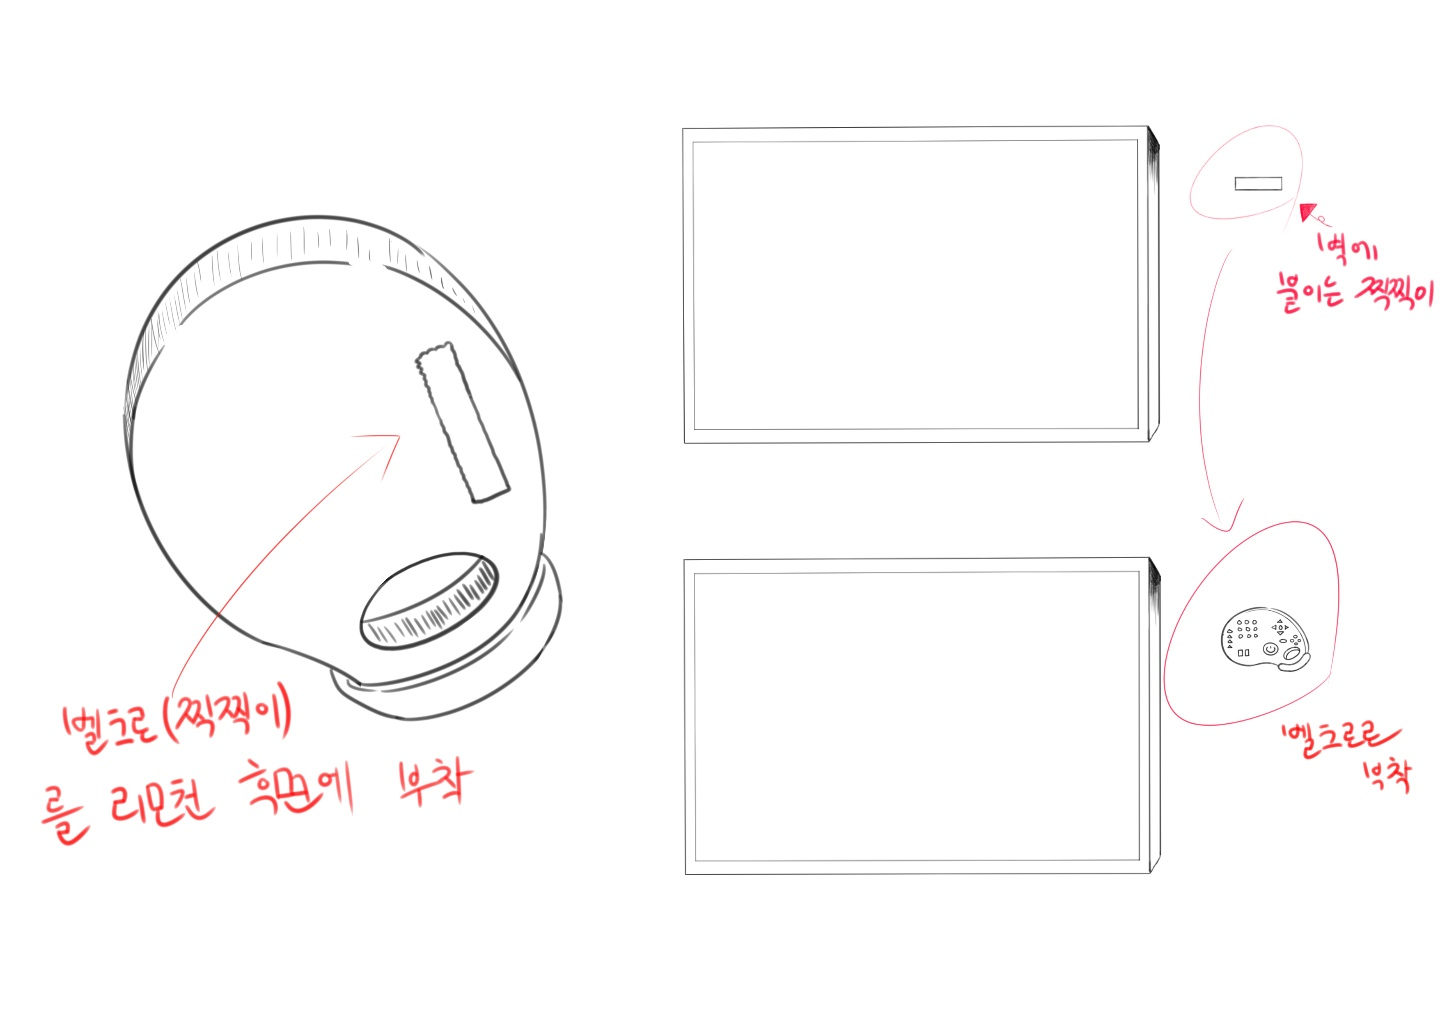 벨크로(찍찍이)
를 리모컨 후면에 부착
벽에
붙이는 찍찍이
벨크로로
부착